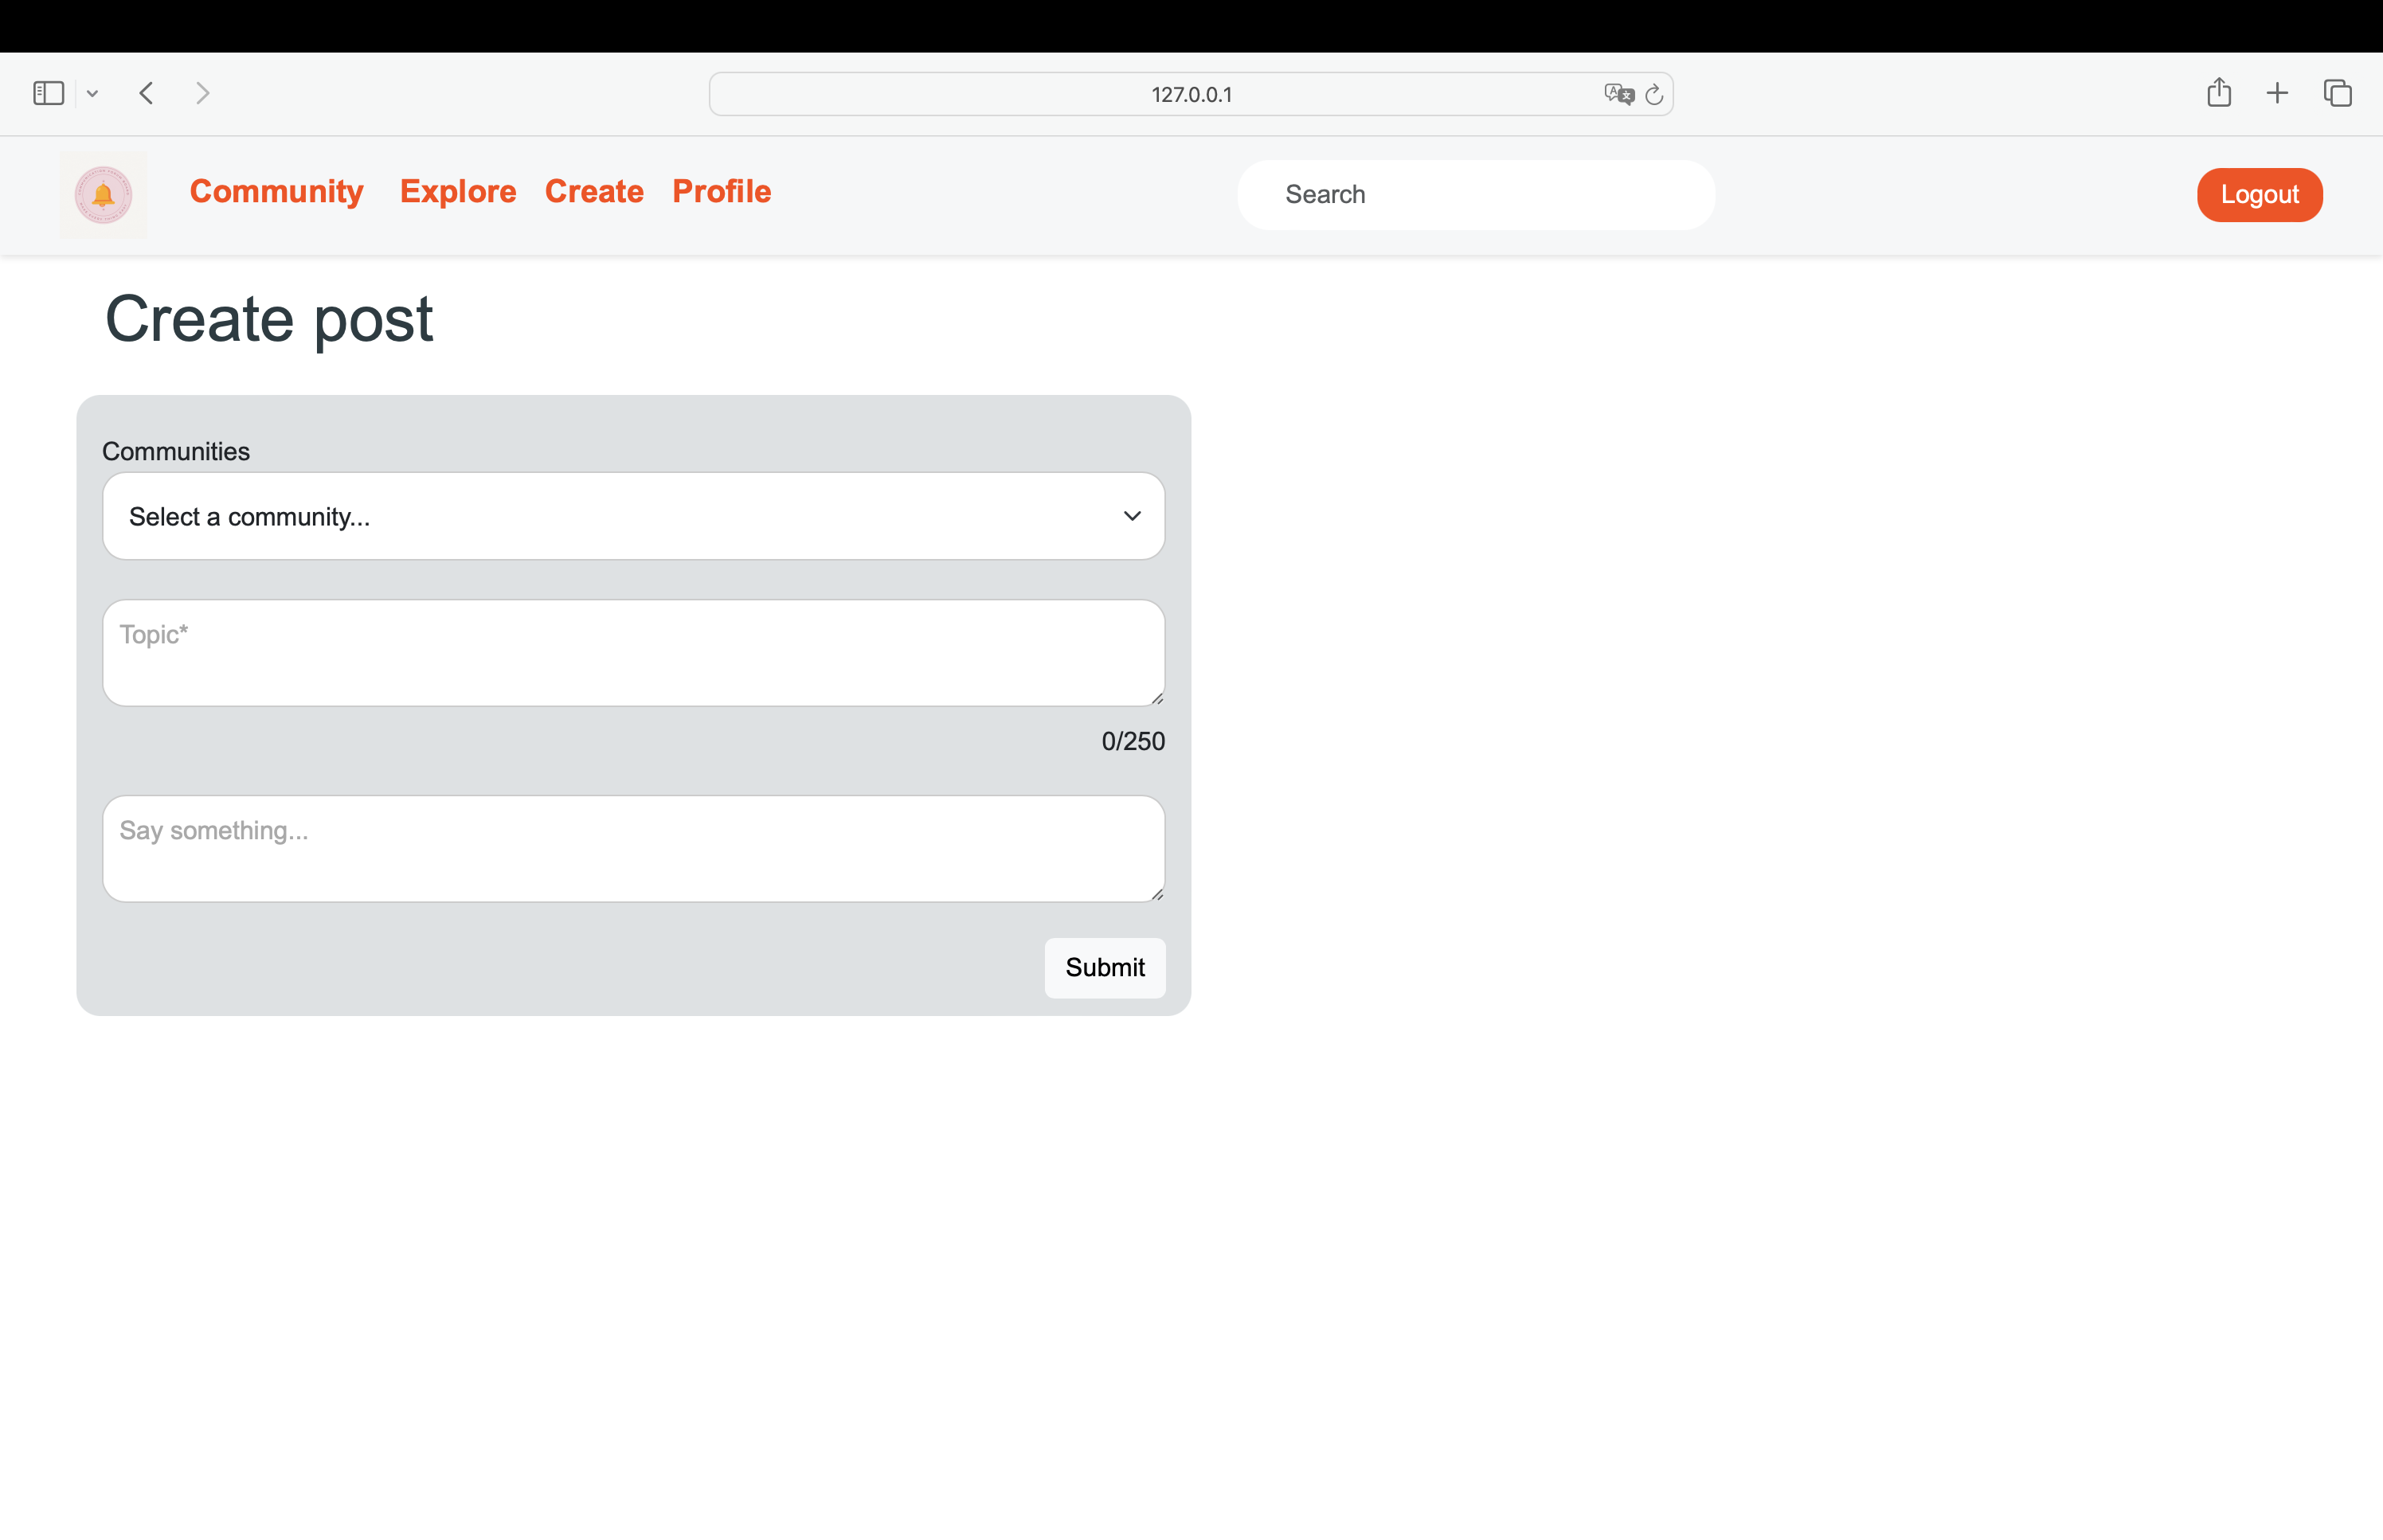 127.0.0.1
Community Explore Create Profile
Search
Logout
Create post
Communities
Select a community...
Topic*
0/250
Say something...
Submit